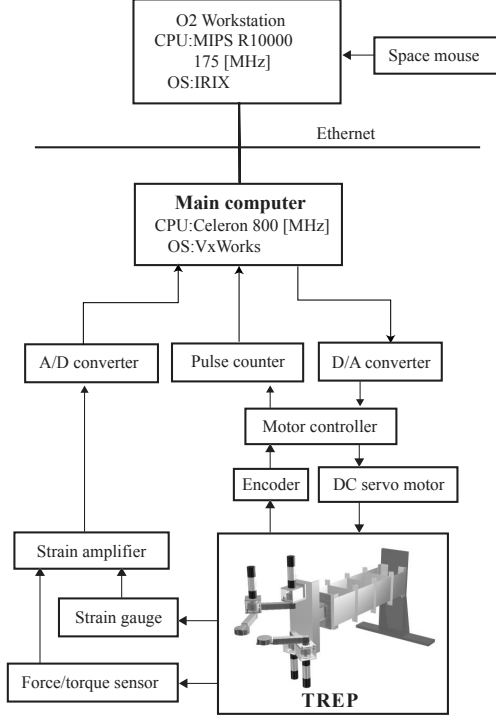 O2 Workstation
CPU:MIPS R10000
175 [MHz]
OS:IRIX
Space mouse
Ethernet
Main computer
CPU:Celeron 800 [MHz]
OS:VxWorks
A/D converter
Pulse counter
D/A converter
Motor controller
Encoder
DC servo motor
Strain amplifier
Strain gauge
Force/torque sensor
TREP